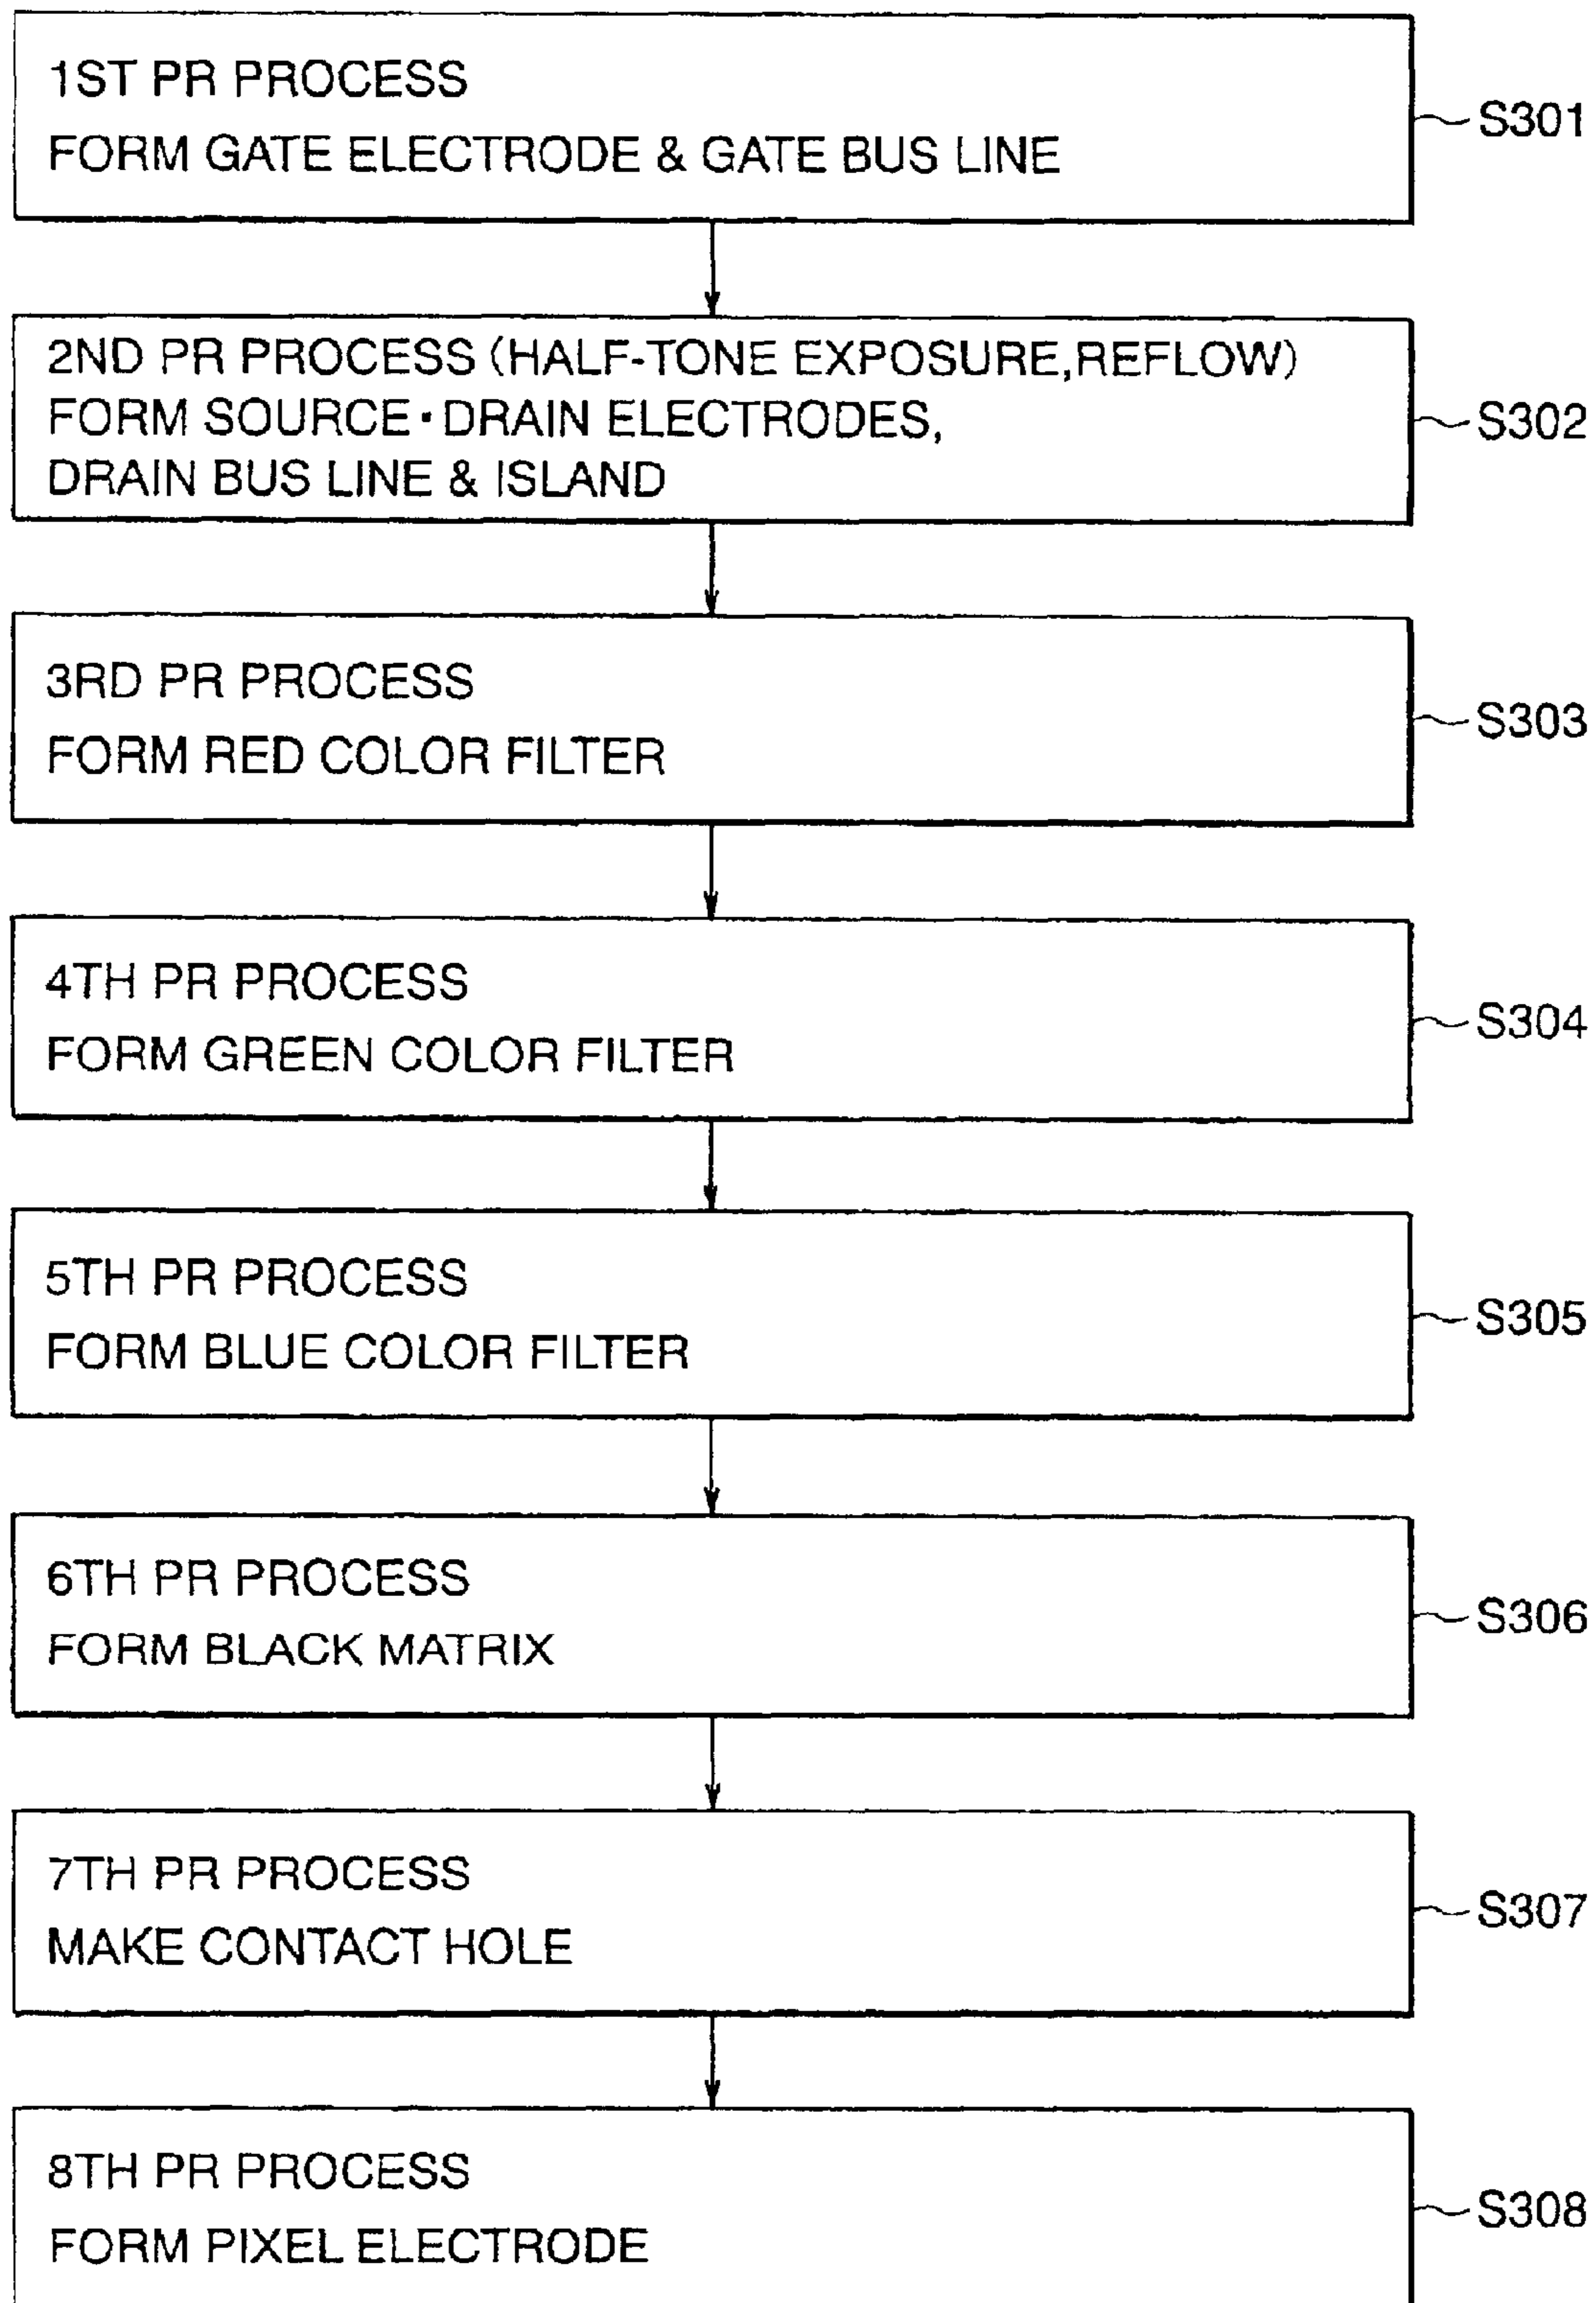 1ST PR PROCESS
FORM GATE ELECTRODE & GATE BUS LINE
S301
2ND PR PROCESS (HALF-TONE EXPOSURE,REFLOW)
FORM SOURCE・DRAIN ELECTRODES,
DRAIN BUS LINE & ISLAND
S302
3RD PR PROCESS
FORM RED COLOR FILTER
S303
4TH PR PROCESS
FORM GREEN COLOR FILTER
S304
5TH PR PROCESS
FORM BLUE COLOR FILTER
S305
6TH PR PROCESS
FORM BLACK MATRIX
S306
7TH PR PROCESS
MAKE CONTACT HOLE
S307
8TH PR PROCESS
FORM PIXEL ELECTRODE
S308